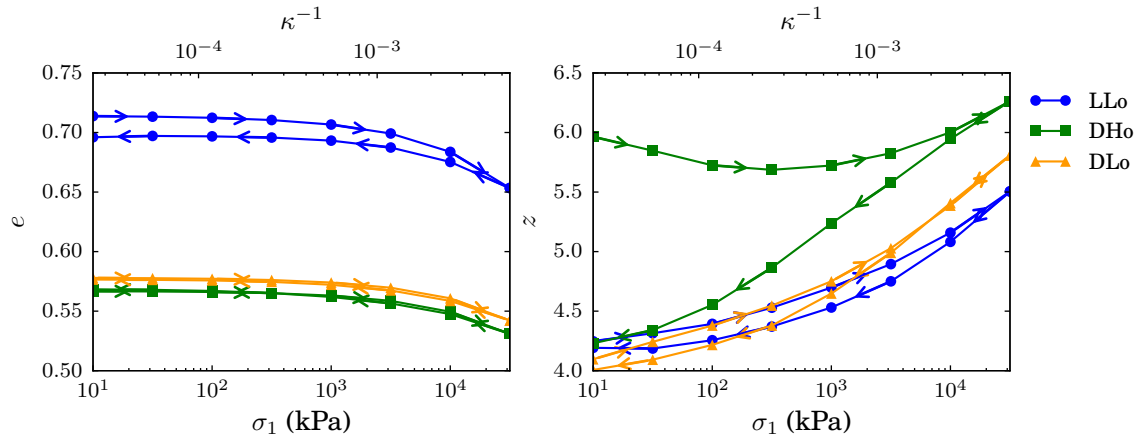 κ⁻¹
10⁻⁴ 10⁻³
0.75
0.70
0.65
0.60
0.55
0.50
e
10¹ 10² 10³ 10⁴
σ₁ (kPa)
κ⁻¹
10⁻⁴ 10⁻³
6.5
6.0
5.5
5.0
4.5
4.0
z
10¹ 10² 10³ 10⁴
σ₁ (kPa)
LLo
DHo
DLo